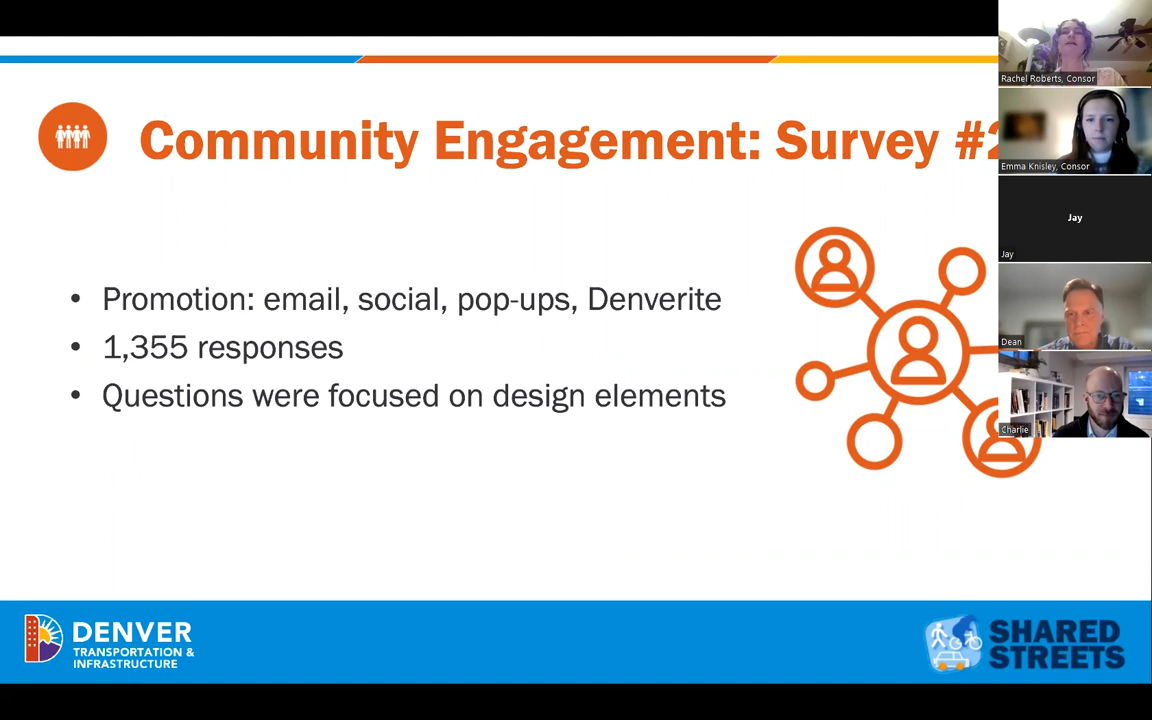 Community Engagement: Survey #2
• Promotion: email, social, pop-ups, Denverite
• 1,355 responses
• Questions were focused on design elements
Rachel Roberts, Consor
Emma Knisley, Consor
Jay
Jay
Dean
Charlie
DENVER
TRANSPORTATION &
INFRASTRUCTURE
SHARED
STREETS